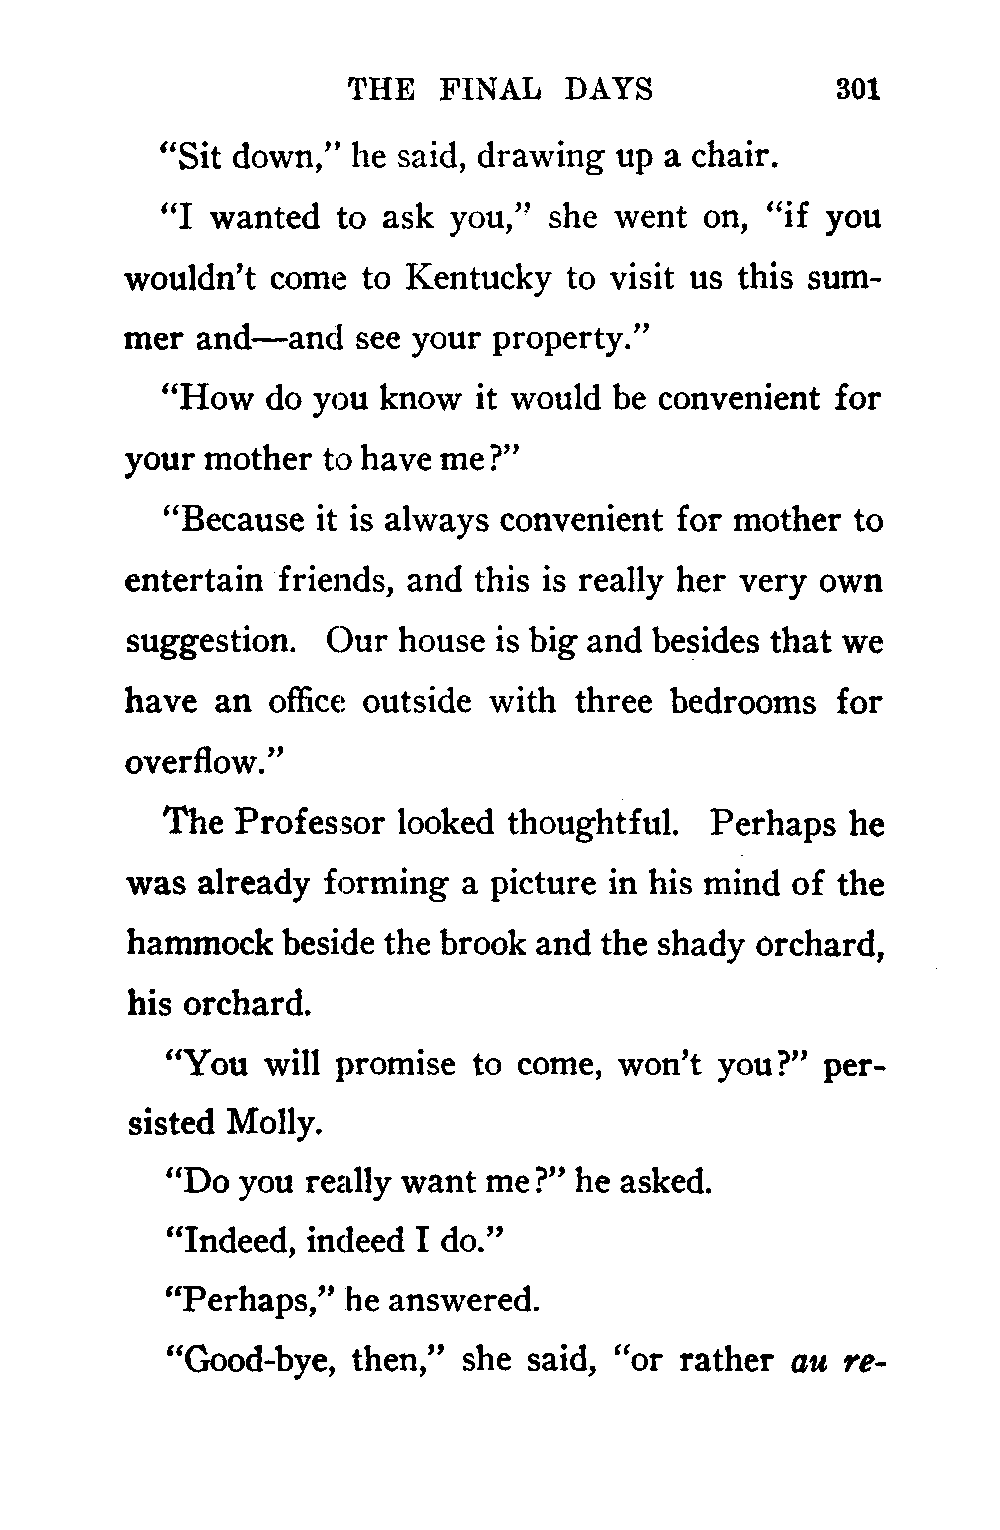 THE FINAL DAYS 301
“Sit down,” he said, drawing up a chair.
“I wanted to ask you,” she went on, “if you
wouldn’t come to Kentucky to visit us this sum-
mer and—and see your property.”
“How do you know it would be convenient for
your mother to have me?”
“Because it is always convenient for mother to
entertain friends, and this is really her very own
suggestion. Our house is big and besides that we
have an office outside with three bedrooms for
overflow.”
The Professor looked thoughtful. Perhaps he
was already forming a picture in his mind of the
hammock beside the brook and the shady orchard,
his orchard.
“You will promise to come, won’t you?” per-
sisted Molly.
“Do you really want me?” he asked.
“Indeed, indeed I do.”
“Perhaps,” he answered.
“Good-bye, then,” she said, “or rather au re-